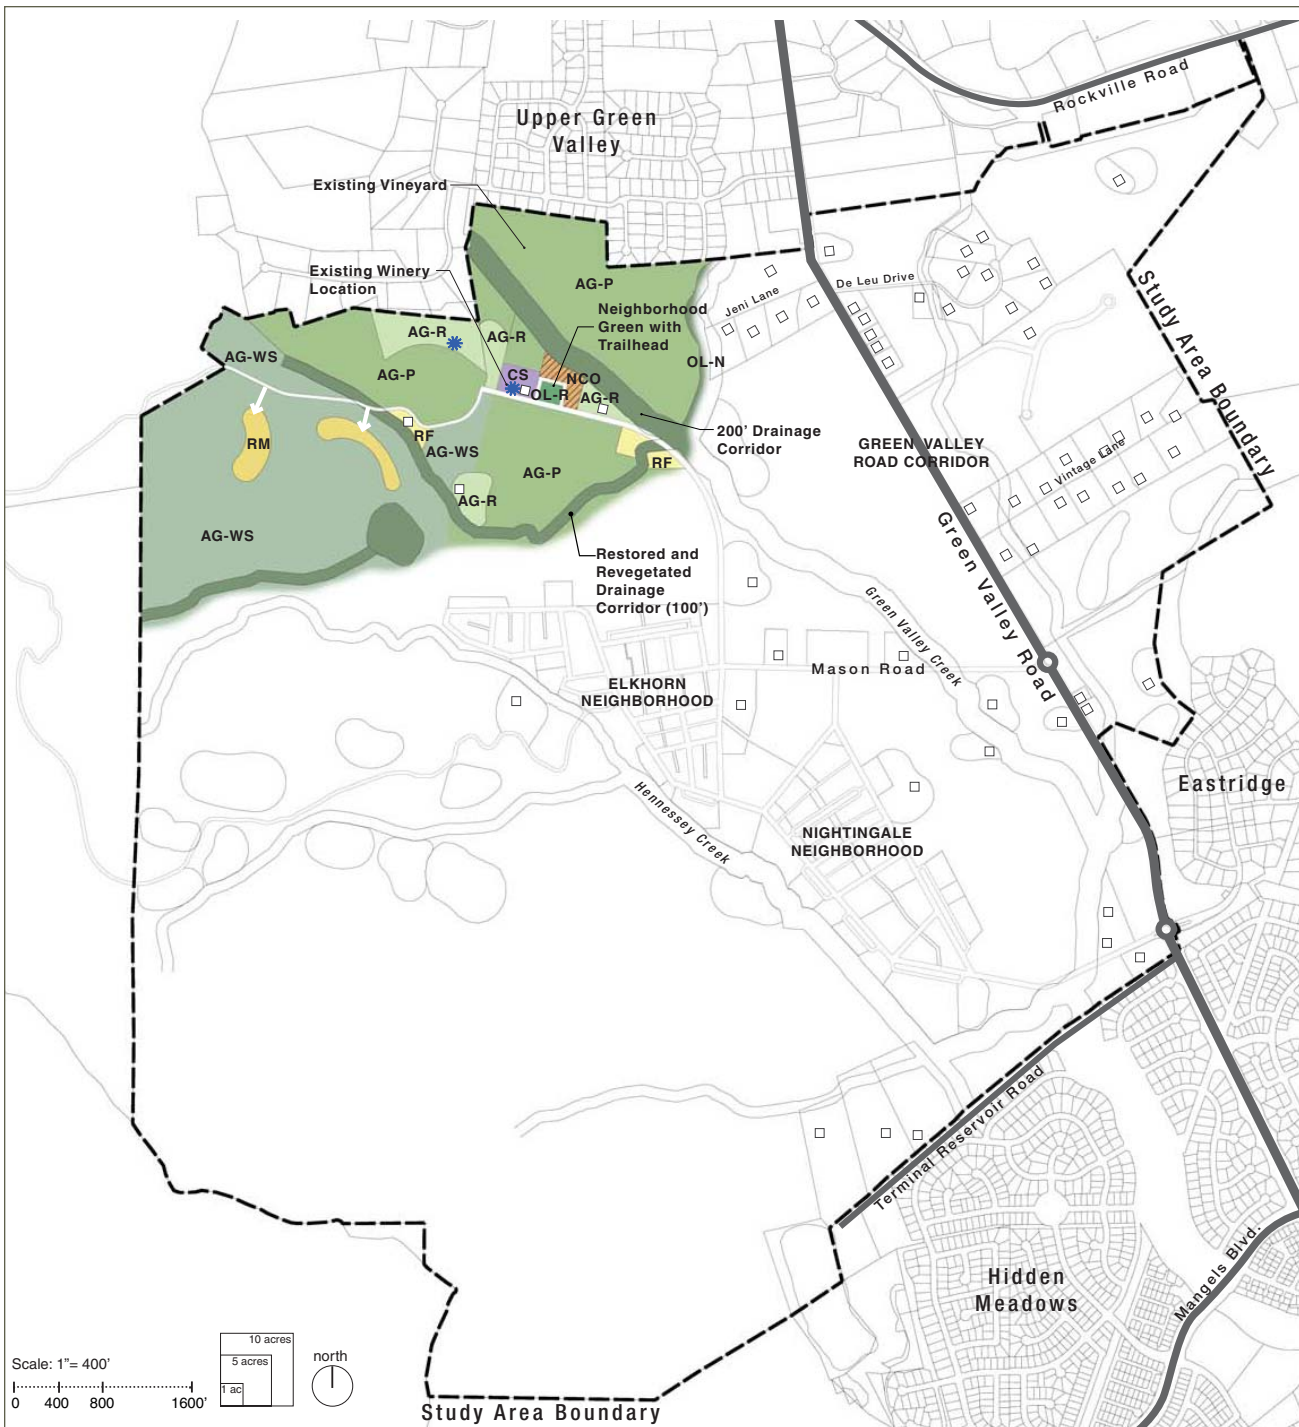 Rockville Road
Upper Green
Valley
Existing Vineyard
Existing Winery
Location
AG-P
Neighborhood
Green with
Trailhead
Jeni Lane
De Leu Drive
Study Area Boundary
AG-R
AG-R
AG-WS
AG-P
CS
NCO
OL-R
AG-R
OL-N
200' Drainage
Corridor
GREEN VALLEY
ROAD CORRIDOR
Vintage Lane
RM
RF
AG-WS
AG-P
RF
AG-R
AG-WS
Green Valley Road
Restored and
Revegetated
Drainage
Corridor (100')
Green Valley Creek
Mason Road
ELKHORN
NEIGHBORHOOD
Hennessey Creek
Eastridge
NIGHTINGALE
NEIGHBORHOOD
Terminal Reservoir Road
Hidden
Meadows
Mangels Blvd.
10 acres
5 acres
1 ac
north
Scale: 1"= 400'
0 400 800 1600'
Study Area Boundary